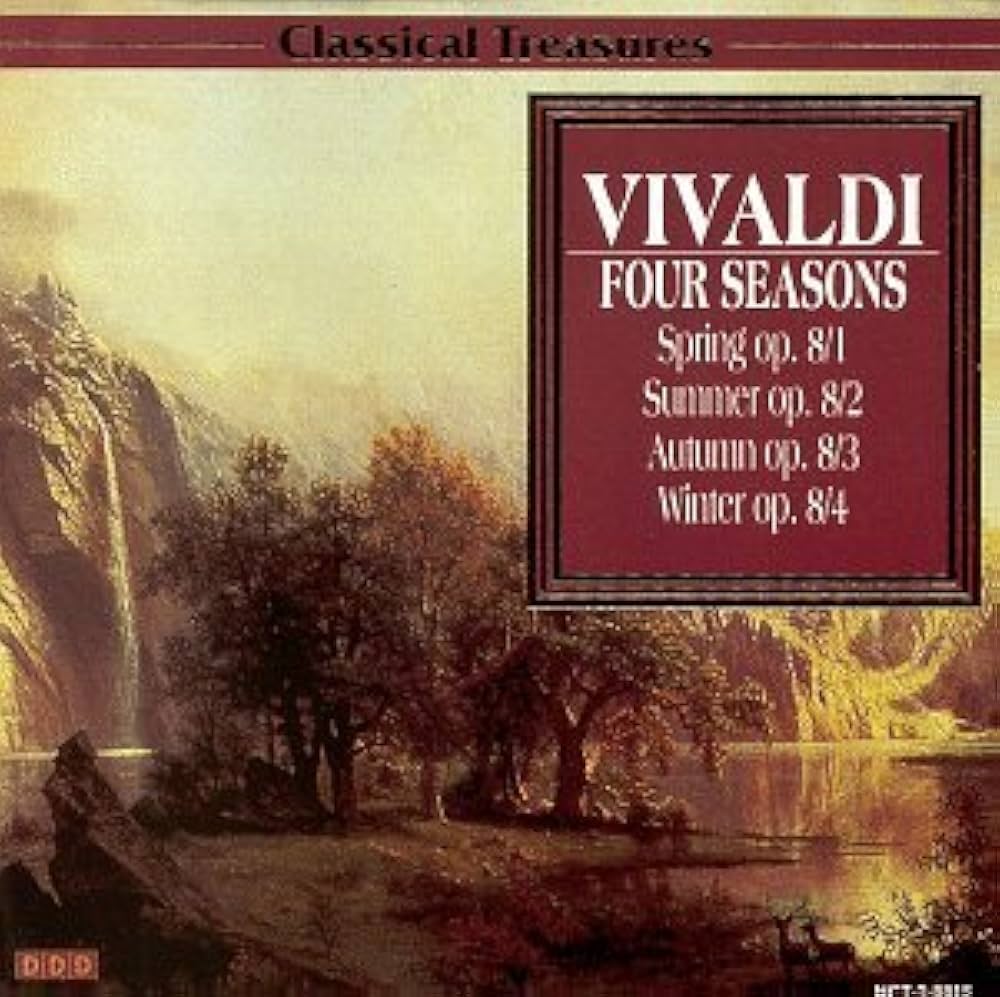 Classical Treasures
VIVALDI
FOUR SEASONS
Spring op. 8/1
Summer op. 8/2
Autumn op. 8/3
Winter op. 8/4
DDD